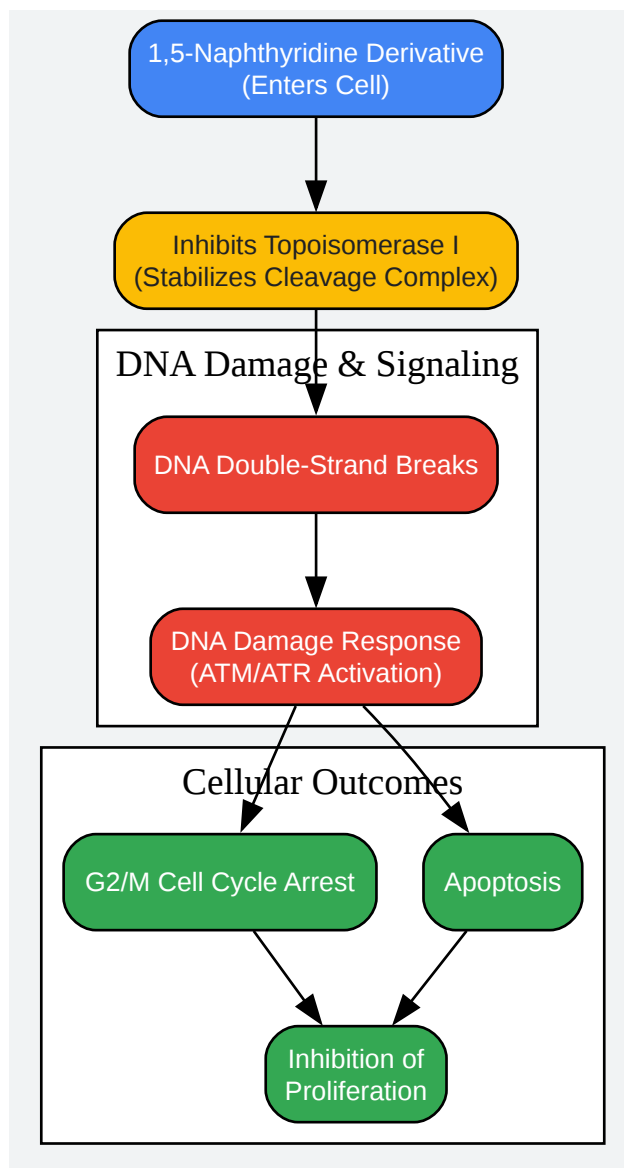 1,5-Naphthyridine Derivative
(Enters Cell)
Inhibits Topoisomerase I
(Stabilizes Cleavage Complex)
DNA Damage & Signaling
DNA Double-Strand Breaks
DNA Damage Response
(ATM/ATR Activation)
Cellular Outcomes
G2/M Cell Cycle Arrest
Apoptosis
Inhibition of
Proliferation